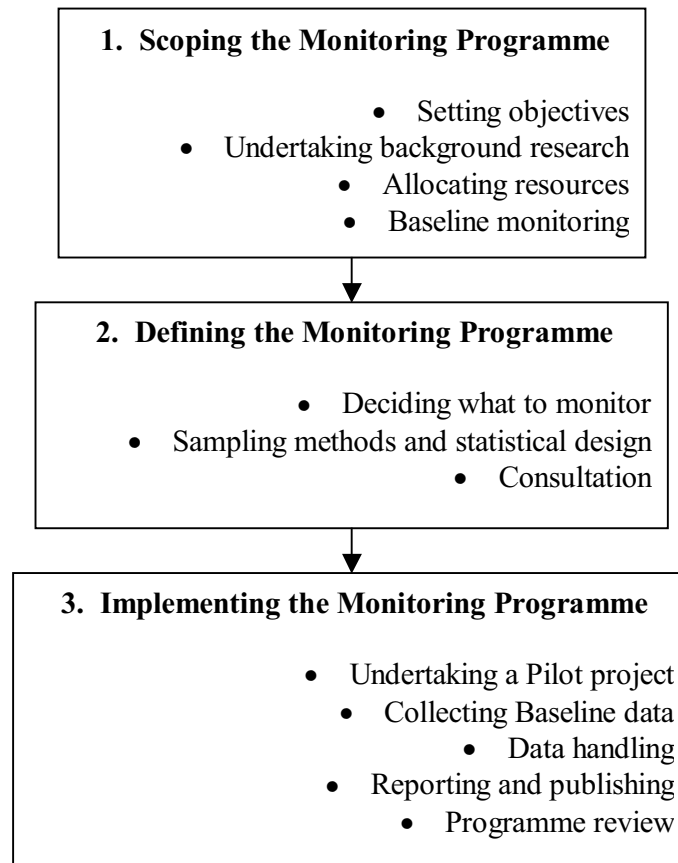 1. Scoping the Monitoring Programme
• Setting objectives
• Undertaking background research
• Allocating resources
• Baseline monitoring
2. Defining the Monitoring Programme
• Deciding what to monitor
• Sampling methods and statistical design
• Consultation
3. Implementing the Monitoring Programme
• Undertaking a Pilot project
• Collecting Baseline data
• Data handling
• Reporting and publishing
• Programme review